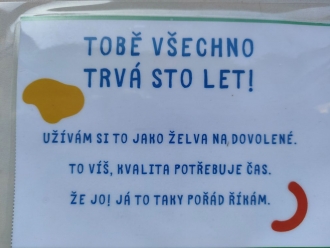 TOBĚ VŠECHNO
TRVÁ STO LET!
UŽÍVÁM SI TO JAKO ŽELVA NA DOVOLENÉ.
TO VÍŠ, KVALITA POTŘEBUJE ČAS.
ŽE JO! JÁ TO TAKY POŘÁD ŘÍKÁM.